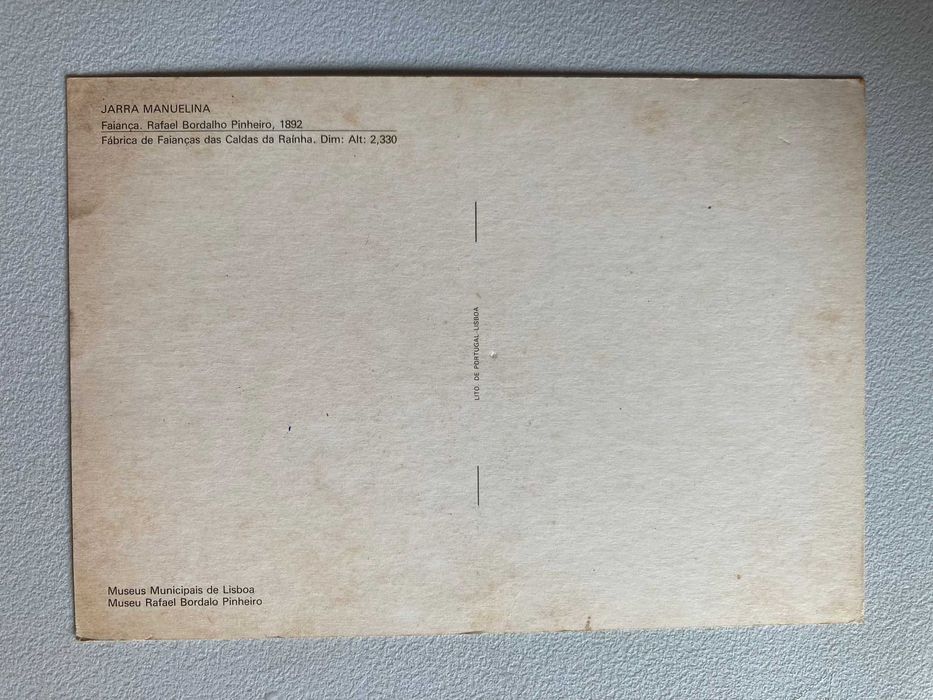 JARRA MANUELINA
Faiança. Rafael Bordalho Pinheiro, 1892
Fábrica de Faianças das Caldas da Raínha. Dim: Alt: 2,330
LITO. DE PORTUGAL-LISBOA
Museus Municipais de Lisboa
Museu Rafael Bordalo Pinheiro